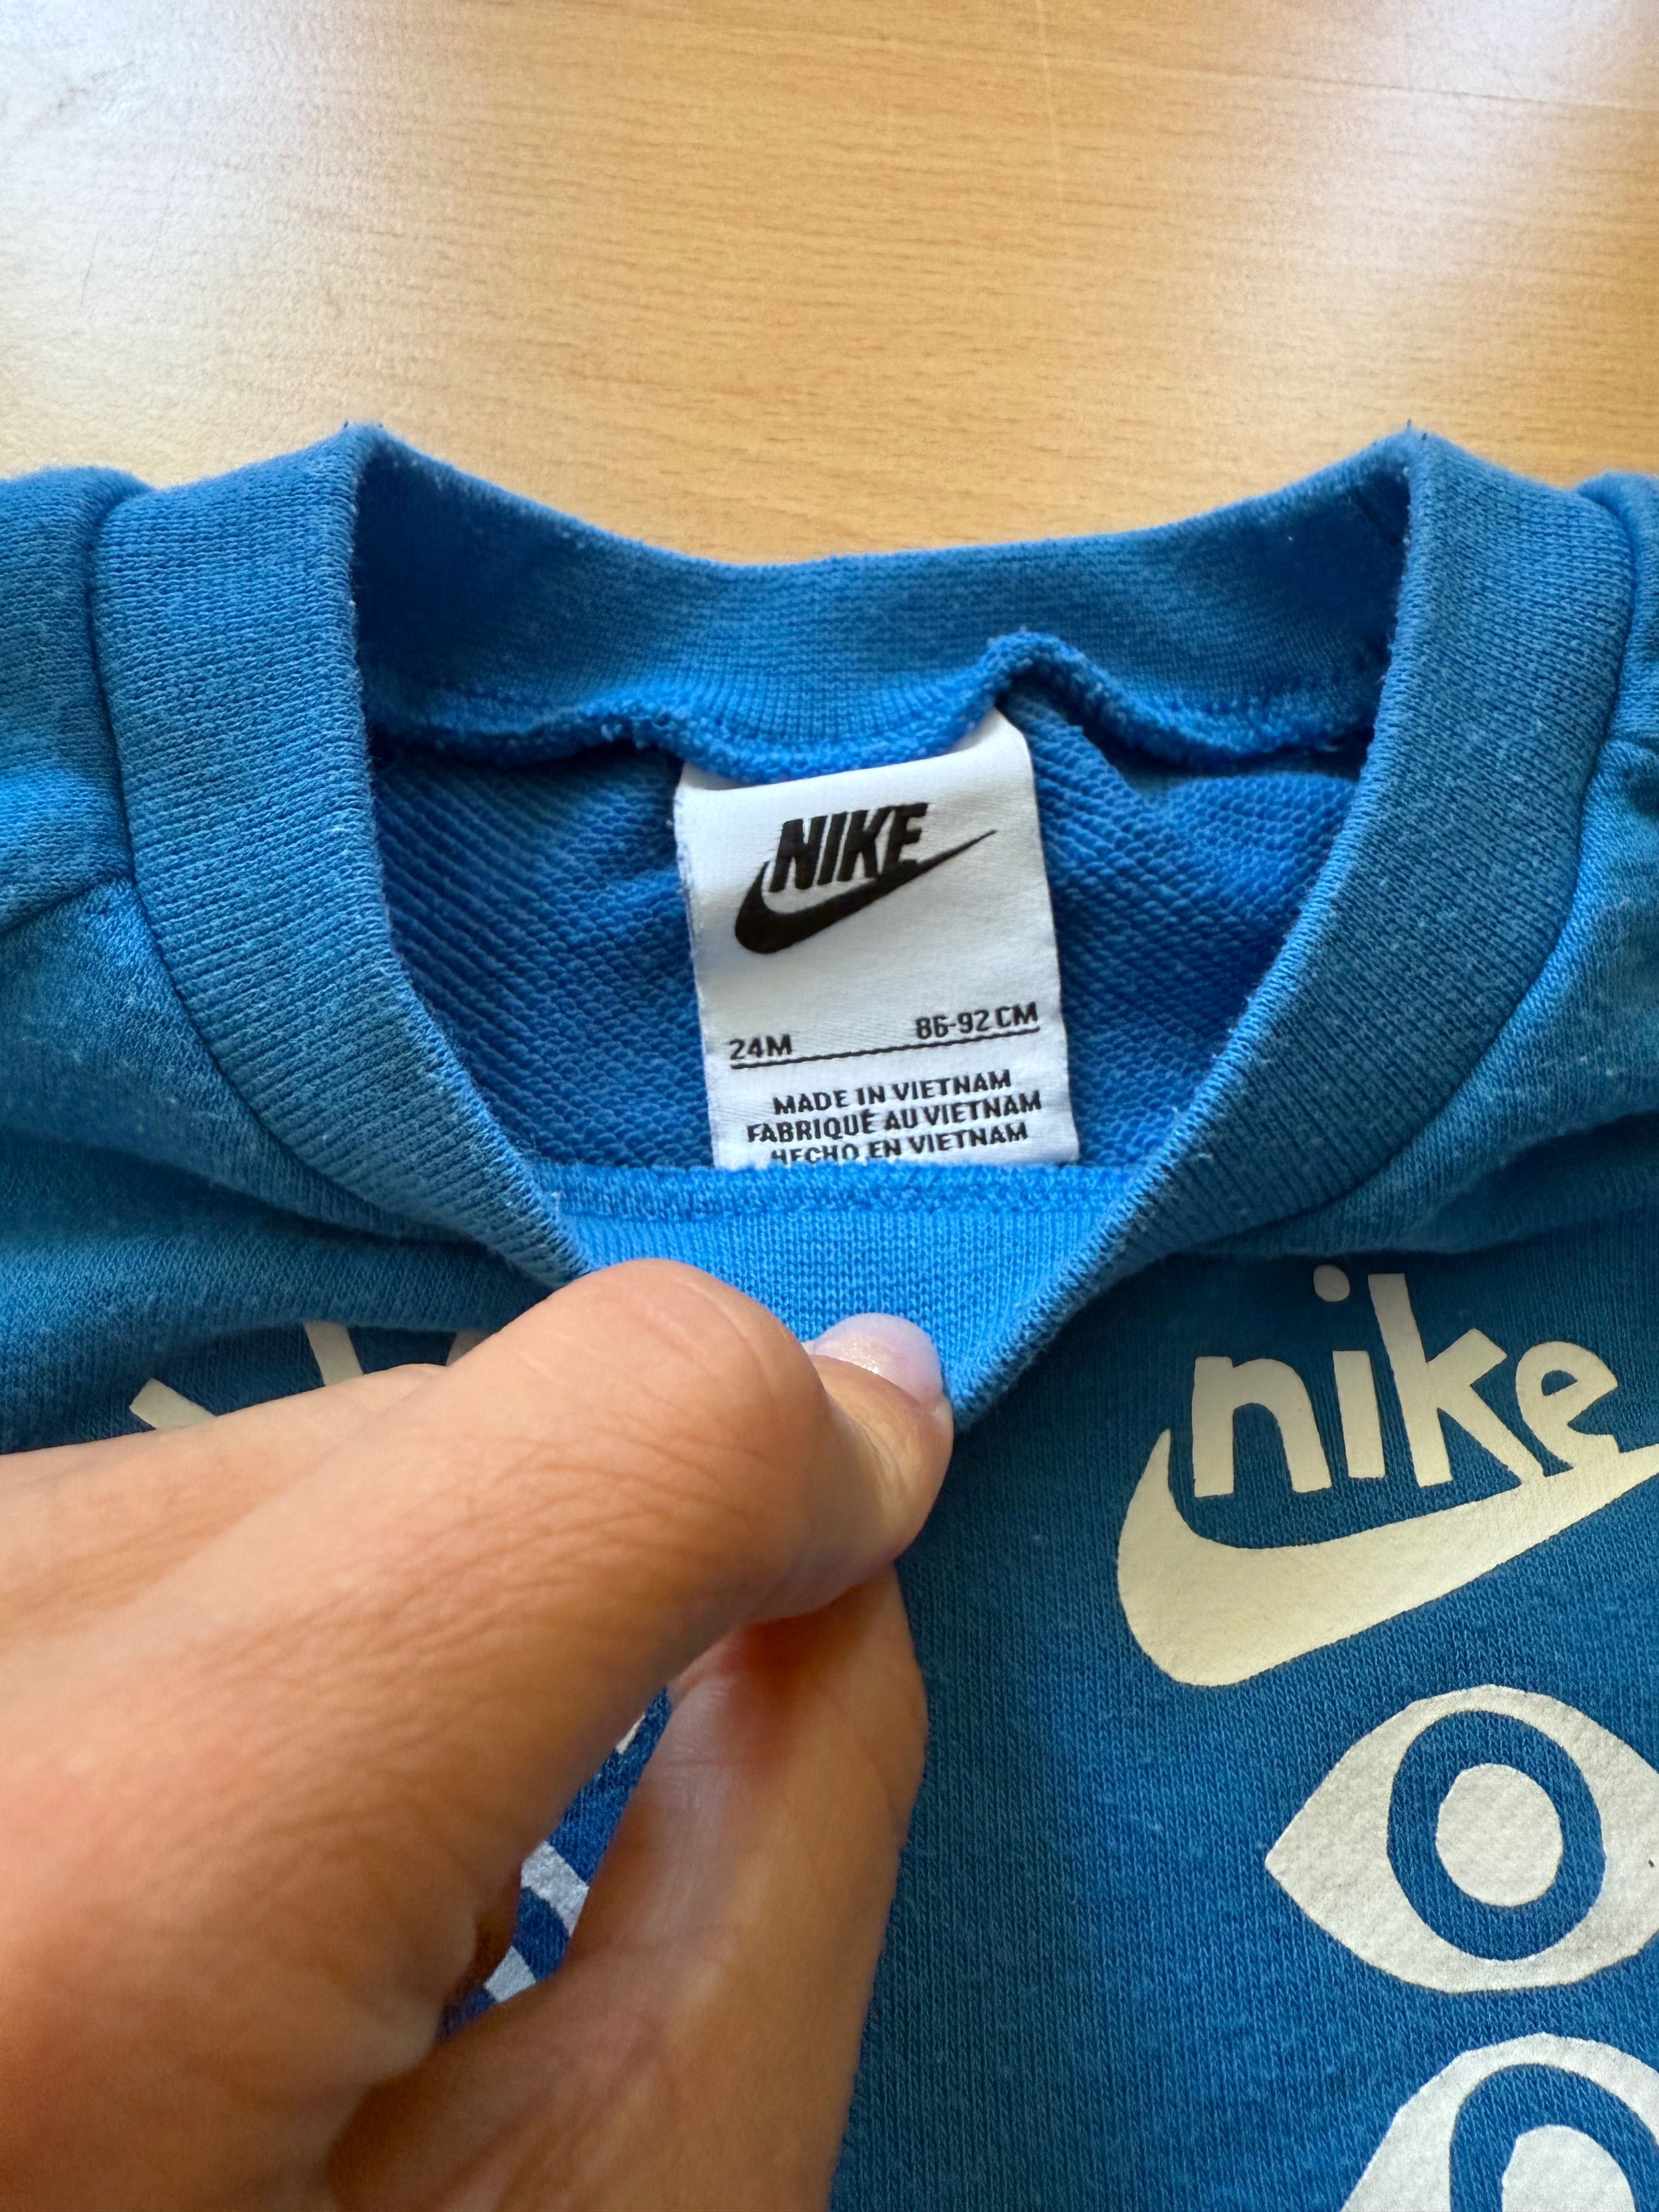 NIKE
24M 86-92 CM
MADE IN VIETNAM
FABRIQUÉ AU VIETNAM
HECHO EN VIETNAM
nike